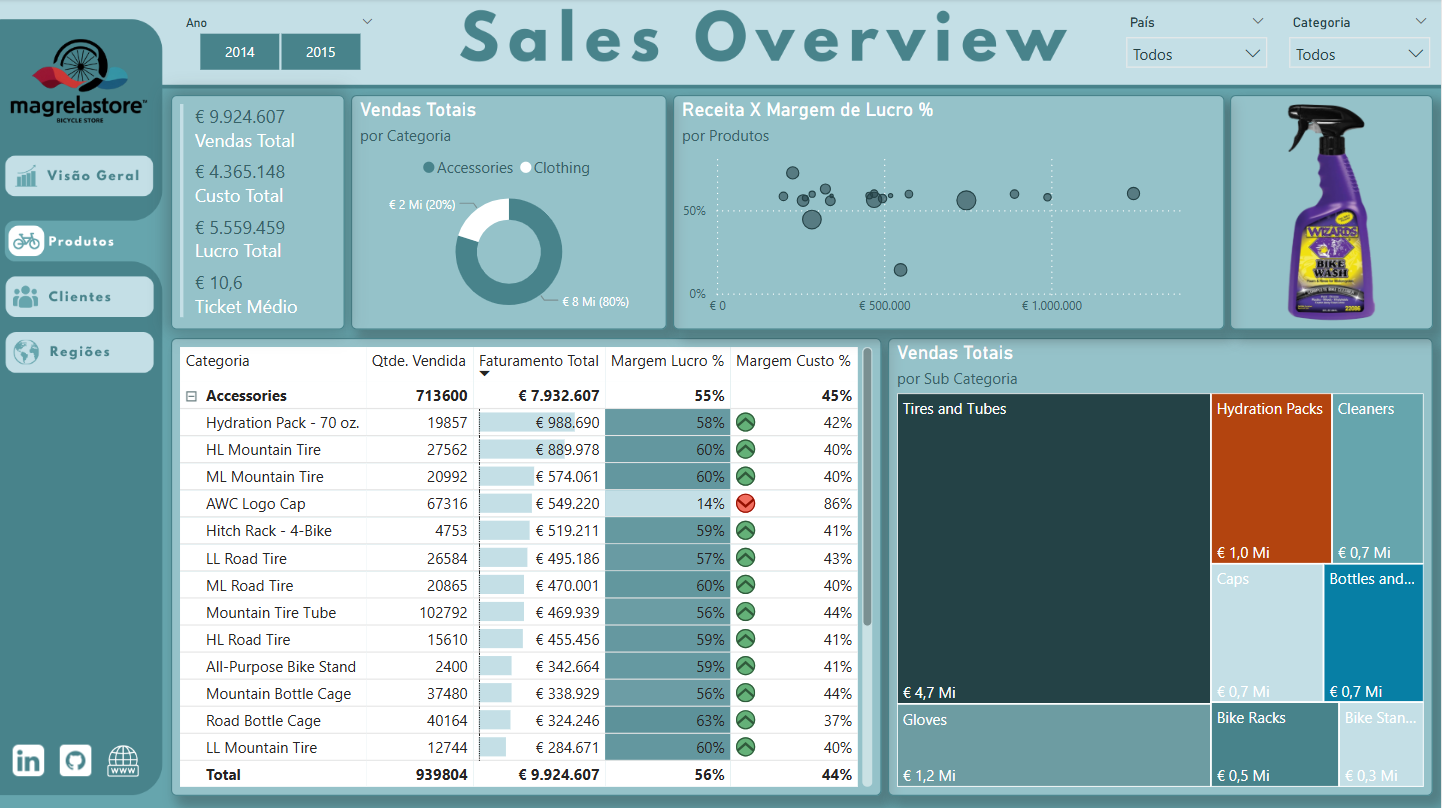 Sales Overview
Ano
2014
2015
País
Todos
Categoria
Todos
magrelastore™
BICYCLE STORE
Visão Geral
Produtos
Clientes
Regiões
www
€ 9.924.607
Vendas Total
€ 4.365.148
Custo Total
€ 5.559.459
Lucro Total
€ 10,6
Ticket Médio
Vendas Totais
por Categoria
Accessories
Clothing
€ 2 Mi (20%)
€ 8 Mi (80%)
Receita X Margem de Lucro %
por Produtos
50%
0%
€ 0
€ 500.000
€ 1.000.000
WIZARDS
BIKE
WASH
22086
Categoria Qtde. Vendida Faturamento Total Margem Lucro % Margem Custo %
Accessories 713600 € 7.932.607 55% 45%
Hydration Pack - 70 oz. 19857 € 988.690 58% 42%
HL Mountain Tire 27562 € 889.978 60% 40%
ML Mountain Tire 20992 € 574.061 60% 40%
AWC Logo Cap 67316 € 549.220 14% 86%
Hitch Rack - 4-Bike 4753 € 519.211 59% 41%
LL Road Tire 26584 € 495.186 57% 43%
ML Road Tire 20865 € 470.001 60% 40%
Mountain Tire Tube 102792 € 469.939 56% 44%
HL Road Tire 15610 € 455.456 59% 41%
All-Purpose Bike Stand 2400 € 342.664 59% 41%
Mountain Bottle Cage 37480 € 338.929 56% 44%
Road Bottle Cage 40164 € 324.246 63% 37%
LL Mountain Tire 12744 € 284.671 60% 40%
Total 939804 € 9.924.607 56% 44%
Vendas Totais
por Sub Categoria
Tires and Tubes
€ 4,7 Mi
Gloves
€ 1,2 Mi
Hydration Packs
€ 1,0 Mi
Cleaners
€ 0,7 Mi
Caps
€ 0,7 Mi
Bottles and...
€ 0,7 Mi
Bike Racks
€ 0,5 Mi
Bike Stan...
€ 0,3 Mi
in